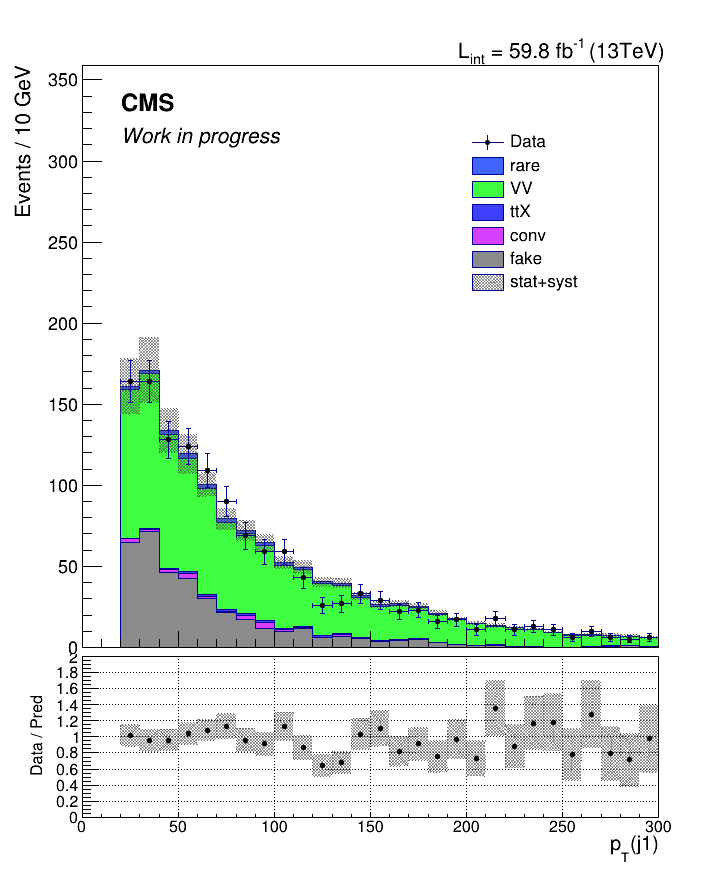 L_int = 59.8 fb^-1 (13TeV)
Events / 10 GeV
350
300
250
200
150
100
50
0
CMS
Work in progress
Data
rare
VV
ttX
conv
fake
stat+syst
Data / Pred
2
1.8
1.6
1.4
1.2
1
0.8
0.6
0.4
0.2
0
0 50 100 150 200 250 300
p_T(j1)